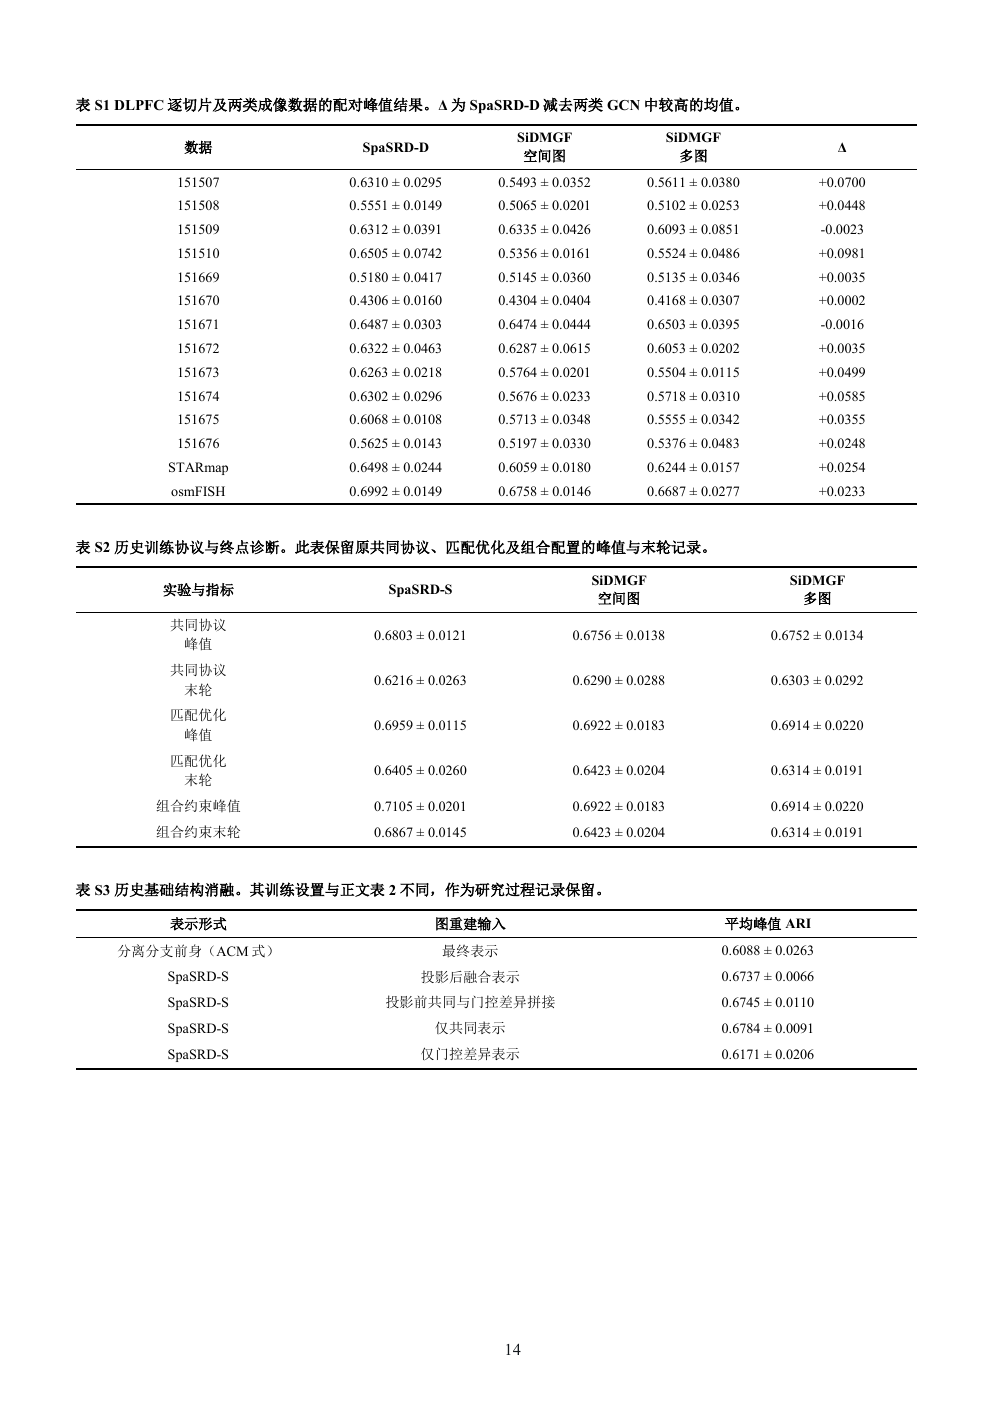 表 S1 DLPFC 逐切片及两类成像数据的配对峰值结果。Δ 为 SpaSRD-D 减去两类 GCN 中较高的均值。
数据 SpaSRD-D SiDMGF 空间图 SiDMGF 多图 Δ
151507 0.6310 ± 0.0295 0.5493 ± 0.0352 0.5611 ± 0.0380 +0.0700
151508 0.5551 ± 0.0149 0.5065 ± 0.0201 0.5102 ± 0.0253 +0.0448
151509 0.6312 ± 0.0391 0.6335 ± 0.0426 0.6093 ± 0.0851 -0.0023
151510 0.6505 ± 0.0742 0.5356 ± 0.0161 0.5524 ± 0.0486 +0.0981
151669 0.5180 ± 0.0417 0.5145 ± 0.0360 0.5135 ± 0.0346 +0.0035
151670 0.4306 ± 0.0160 0.4304 ± 0.0404 0.4168 ± 0.0307 +0.0002
151671 0.6487 ± 0.0303 0.6474 ± 0.0444 0.6503 ± 0.0395 -0.0016
151672 0.6322 ± 0.0463 0.6287 ± 0.0615 0.6053 ± 0.0202 +0.0035
151673 0.6263 ± 0.0218 0.5764 ± 0.0201 0.5504 ± 0.0115 +0.0499
151674 0.6302 ± 0.0296 0.5676 ± 0.0233 0.5718 ± 0.0310 +0.0585
151675 0.6068 ± 0.0108 0.5713 ± 0.0348 0.5555 ± 0.0342 +0.0355
151676 0.5625 ± 0.0143 0.5197 ± 0.0330 0.5376 ± 0.0483 +0.0248
STARmap 0.6498 ± 0.0244 0.6059 ± 0.0180 0.6244 ± 0.0157 +0.0254
osmFISH 0.6992 ± 0.0149 0.6758 ± 0.0146 0.6687 ± 0.0277 +0.0233
表 S2 历史训练协议与终点诊断。此表保留原共同协议、匹配优化及组合配置的峰值与末轮记录。
实验与指标 SpaSRD-S SiDMGF 空间图 SiDMGF 多图
共同协议 峰值 0.6803 ± 0.0121 0.6756 ± 0.0138 0.6752 ± 0.0134
共同协议 末轮 0.6216 ± 0.0263 0.6290 ± 0.0288 0.6303 ± 0.0292
匹配优化 峰值 0.6959 ± 0.0115 0.6922 ± 0.0183 0.6914 ± 0.0220
匹配优化 末轮 0.6405 ± 0.0260 0.6423 ± 0.0204 0.6314 ± 0.0191
组合约束峰值 0.7105 ± 0.0201 0.6922 ± 0.0183 0.6914 ± 0.0220
组合约束末轮 0.6867 ± 0.0145 0.6423 ± 0.0204 0.6314 ± 0.0191
表 S3 历史基础结构消融。其训练设置与正文表 2 不同，作为研究过程记录保留。
表示形式 图重建输入 平均峰值 ARI
分离分支前身（ACM 式） 最终表示 0.6088 ± 0.0263
SpaSRD-S 投影后融合表示 0.6737 ± 0.0066
SpaSRD-S 投影前共同与门控差异拼接 0.6745 ± 0.0110
SpaSRD-S 仅共同表示 0.6784 ± 0.0091
SpaSRD-S 仅门控差异表示 0.6171 ± 0.0206
14